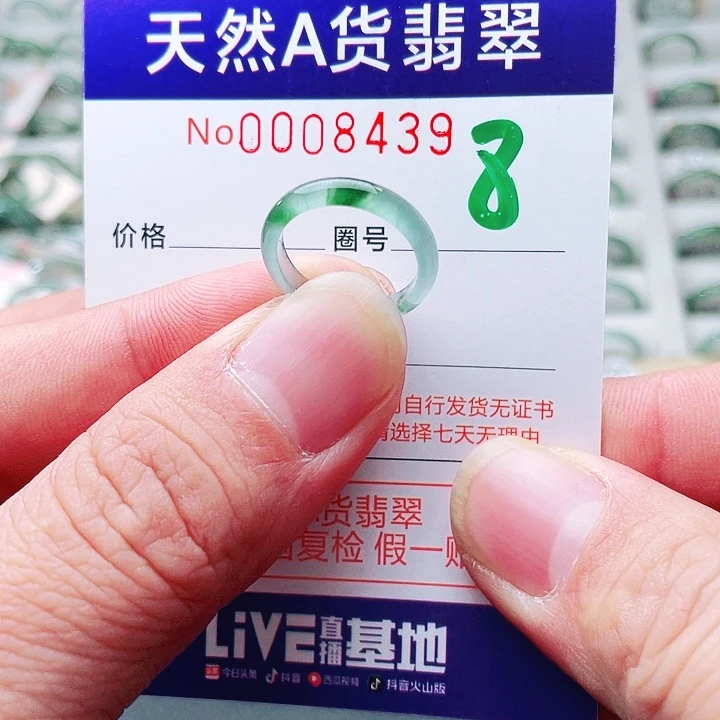 天然A货翡翠
No0008439
8
价格 圈号
自行发货无证书
请选择七天无理由
货翡翠
复检 假一赔
LiVE直播基地
头条 今日头条 抖音 西瓜视频 抖音火山版